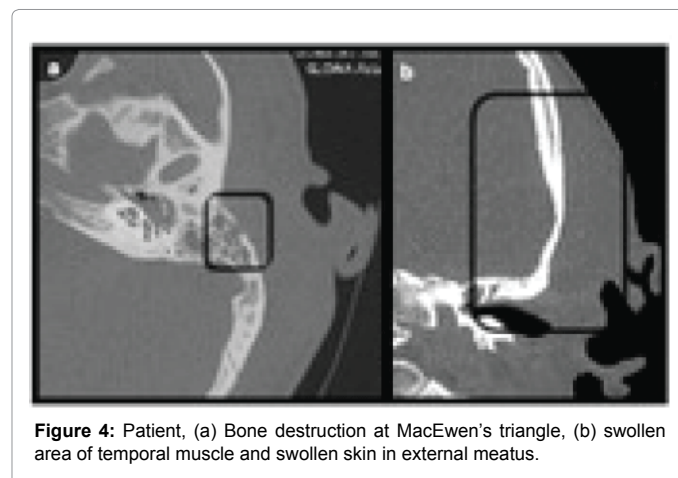 a
b
Figure 4: Patient, (a) Bone destruction at MacEwen's triangle, (b) swollen
area of temporal muscle and swollen skin in external meatus.